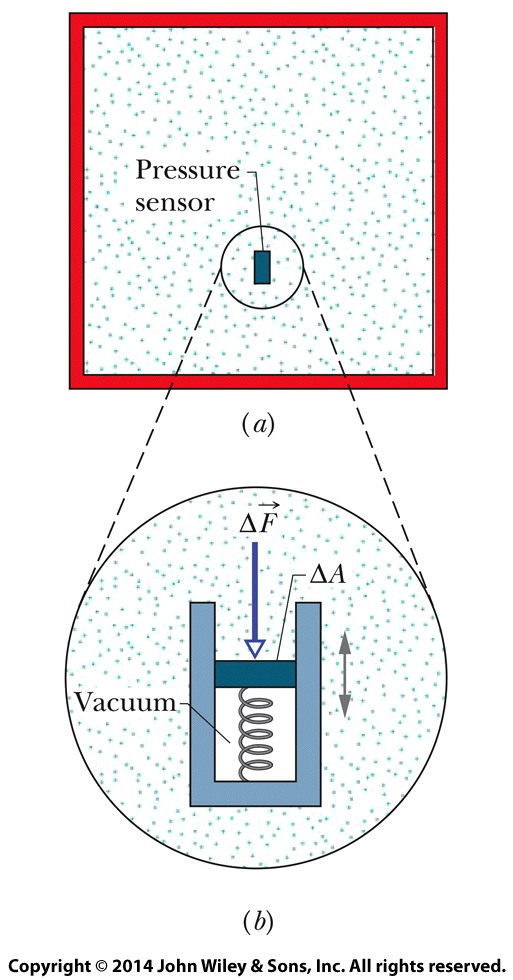 Pressure
sensor
(a)
ΔF⃗
ΔA
Vacuum
(b)
Copyright © 2014 John Wiley & Sons, Inc. All rights reserved.